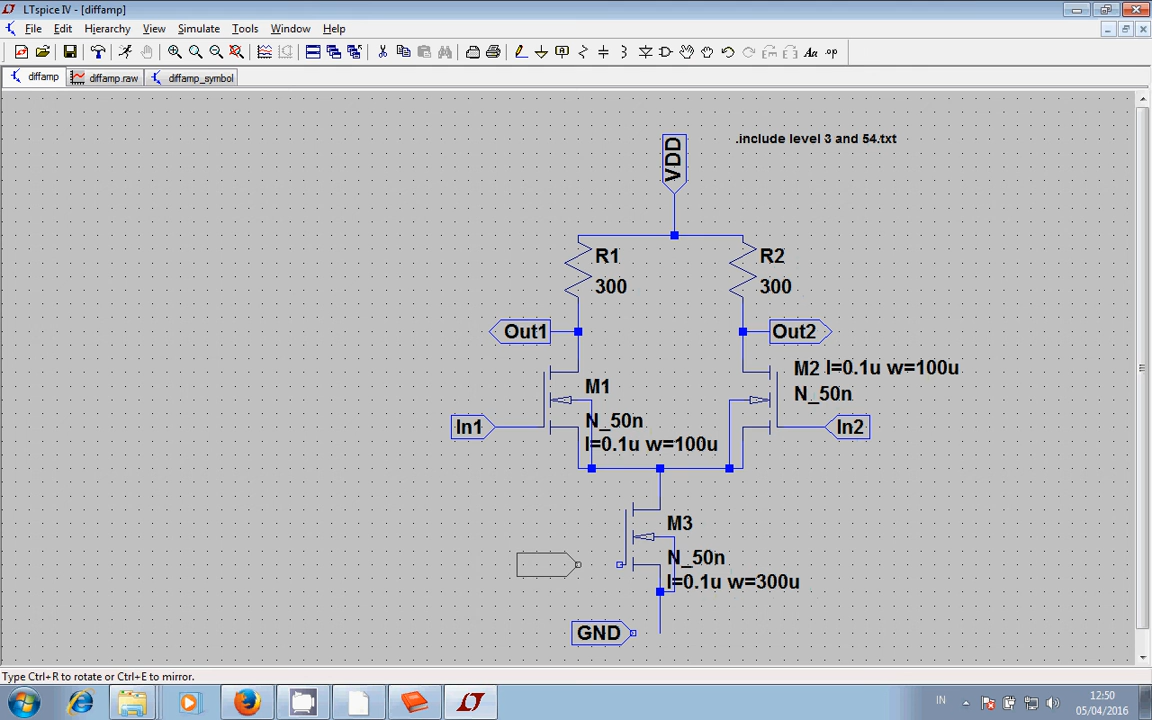 LTspice IV - [diffamp]
File Edit Hierarchy View Simulate Tools Window Help
Aa .op
diffamp diffamp.raw diffamp_symbol
.include level 3 and 54.txt
VDD
R1
300
R2
300
Out1
Out2
M1
N_50n
l=0.1u w=100u
M2 l=0.1u w=100u
N_50n
In1
In2
M3
N_50n
l=0.1u w=300u
GND
Type Ctrl+R to rotate or Ctrl+E to mirror.
IN
12:50
05/04/2016